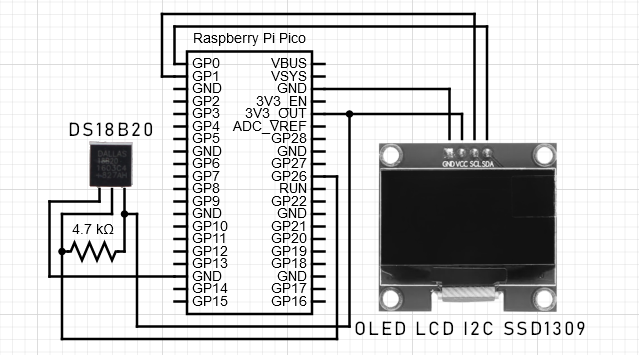 Raspberry Pi Pico
GP0 VBUS
GP1 VSYS
GND GND
GP2 3V3_EN
GP3 3V3_OUT
GP4 ADC_VREF
GP5 GP28
GND GND
GP6 GP27
GP7 GP26
GP8 RUN
GP9 GP22
GND GND
GP10 GP21
GP11 GP20
GP12 GP19
GP13 GP18
GND GND
GP14 GP17
GP15 GP16
DS18B20
DALLAS
4.7 kΩ
GND VCC SCL SDA
OLED LCD I2C SSD1309